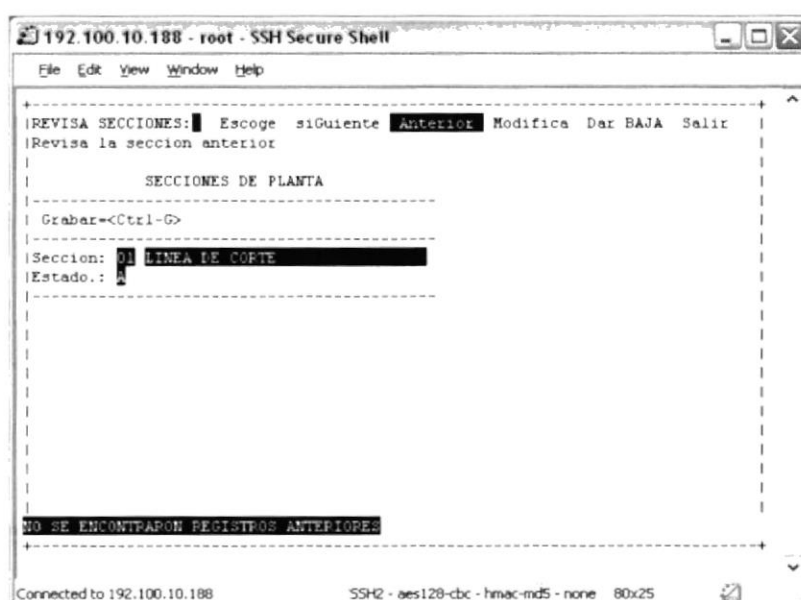 192.100.10.188 - root - SSH Secure Shell
File Edit View Window Help
REVISA SECCIONES: Escoge siGuiente Anterior Modifica Dar BAJA Salir
Revisa la seccion anterior
SECCIONES DE PLANTA
Grabar=<Ctrl-G>
Seccion: 01 LINEA DE CORTE
Estado.: A
NO SE ENCONTRARON REGISTROS ANTERIORES
Connected to 192.100.10.188 SSH2 - aes128-cbc - hmac-md5 - none 80x25